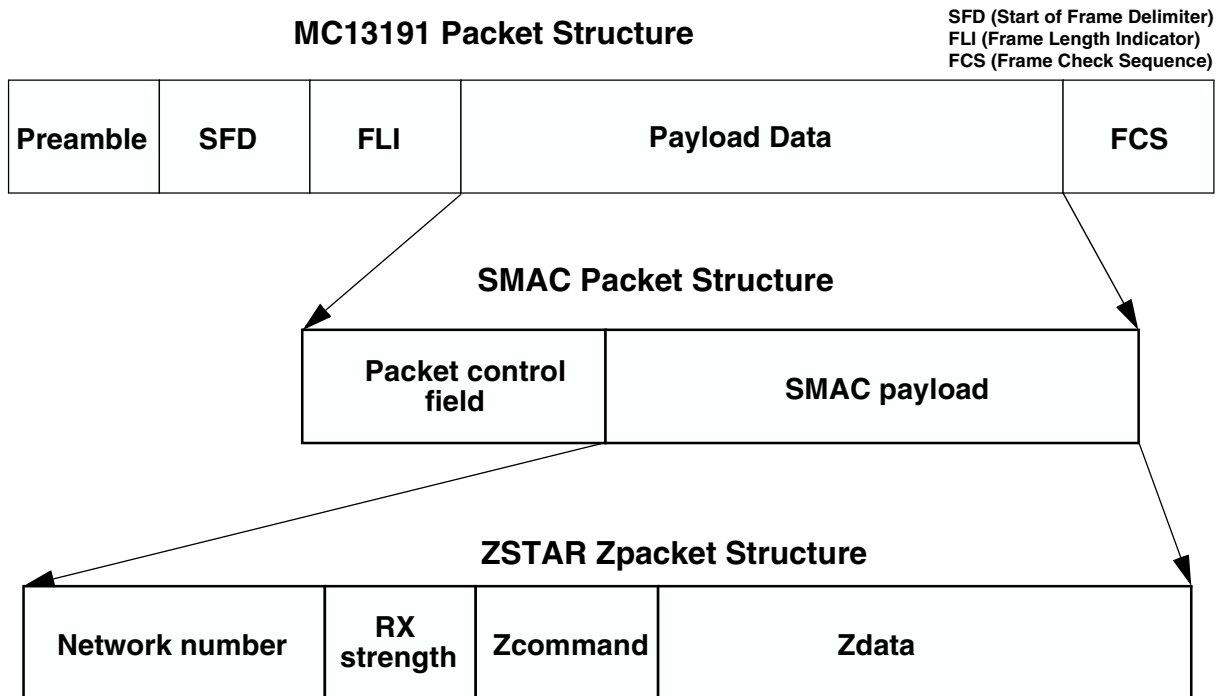 MC13191 Packet Structure
SFD (Start of Frame Delimiter)
FLI (Frame Length Indicator)
FCS (Frame Check Sequence)
Preamble
SFD
FLI
Payload Data
FCS
SMAC Packet Structure
Packet control
field
SMAC payload
ZSTAR Zpacket Structure
Network number
RX
strength
Zcommand
Zdata